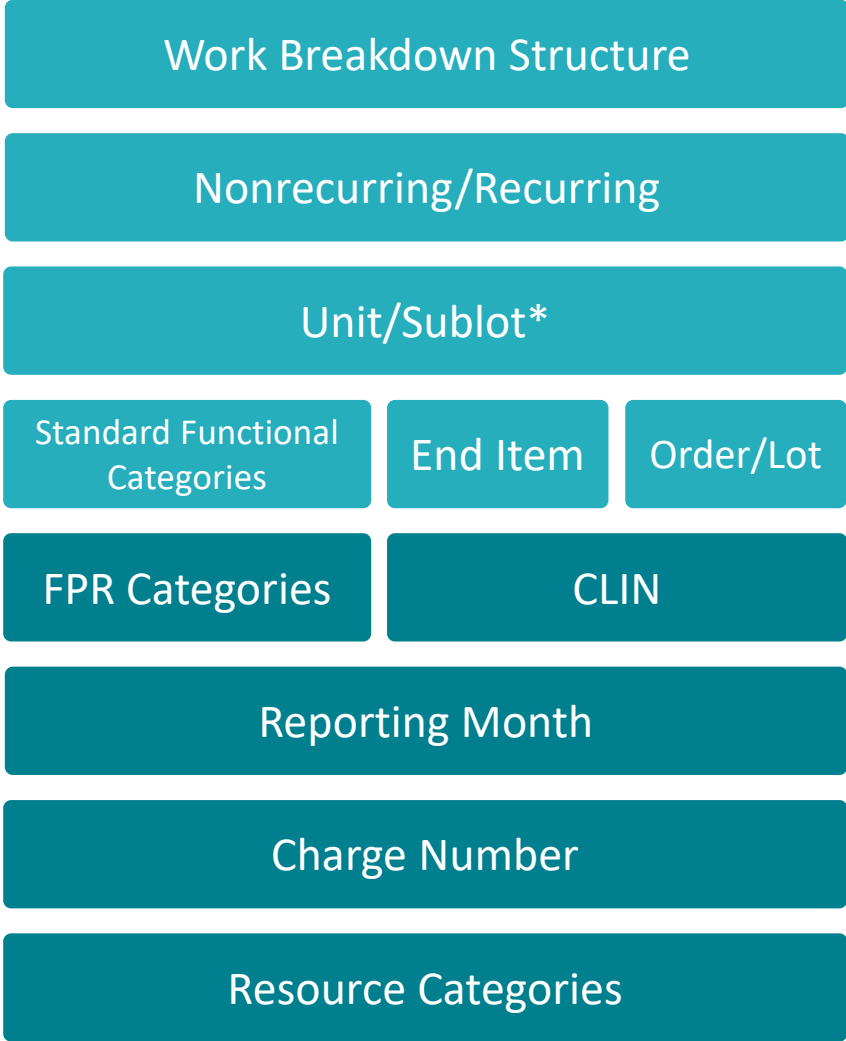 Work Breakdown Structure
Nonrecurring/Recurring
Unit/Sublot*
Standard Functional
Categories
End Item
Order/Lot
FPR Categories
CLIN
Reporting Month
Charge Number
Resource Categories